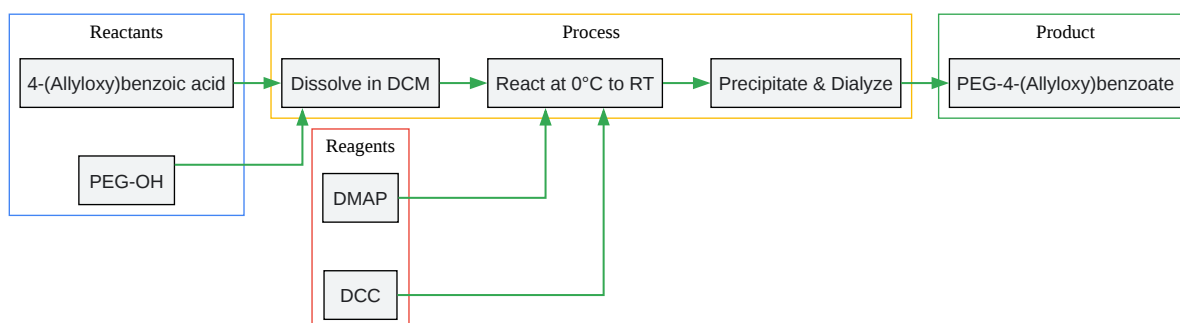 Reactants
4-(Allyloxy)benzoic acid
PEG-OH
Process
Dissolve in DCM
React at 0°C to RT
Precipitate & Dialyze
Reagents
DMAP
DCC
Product
PEG-4-(Allyloxy)benzoate